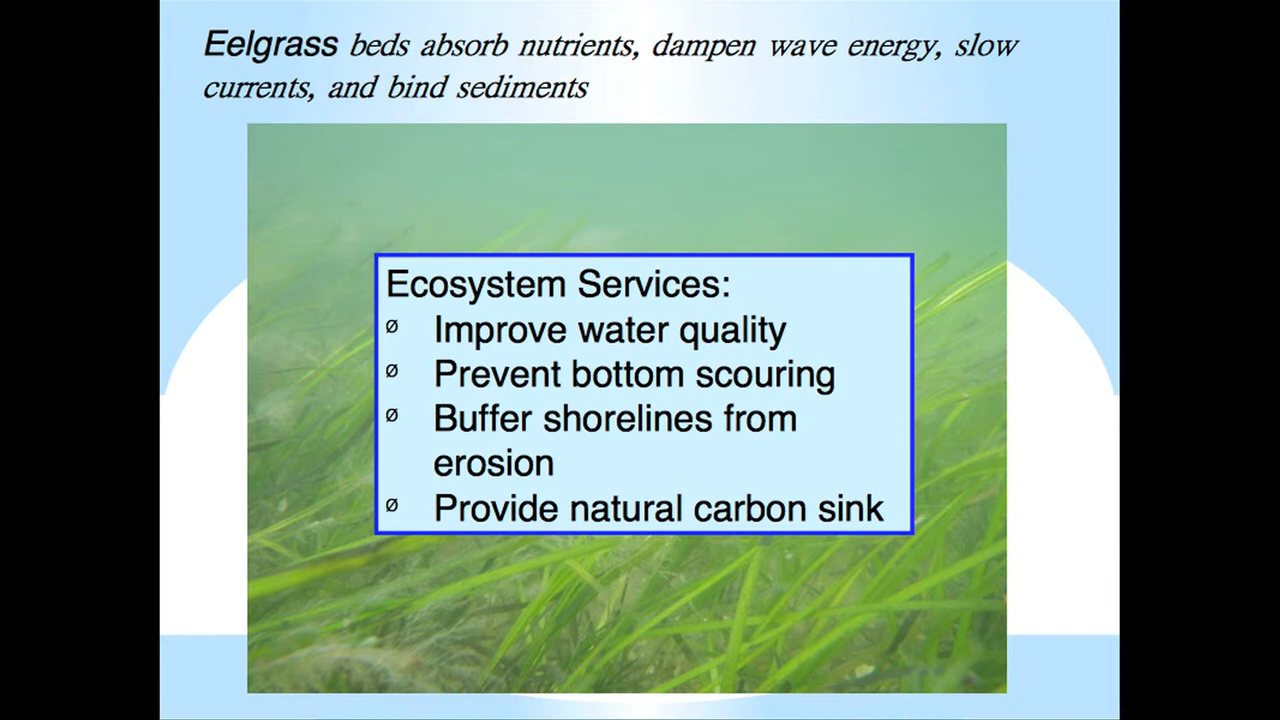 Eelgrass beds absorb nutrients, dampen wave energy, slow
currents, and bind sediments
Ecosystem Services:
Ø Improve water quality
Ø Prevent bottom scouring
Ø Buffer shorelines from
erosion
Ø Provide natural carbon sink